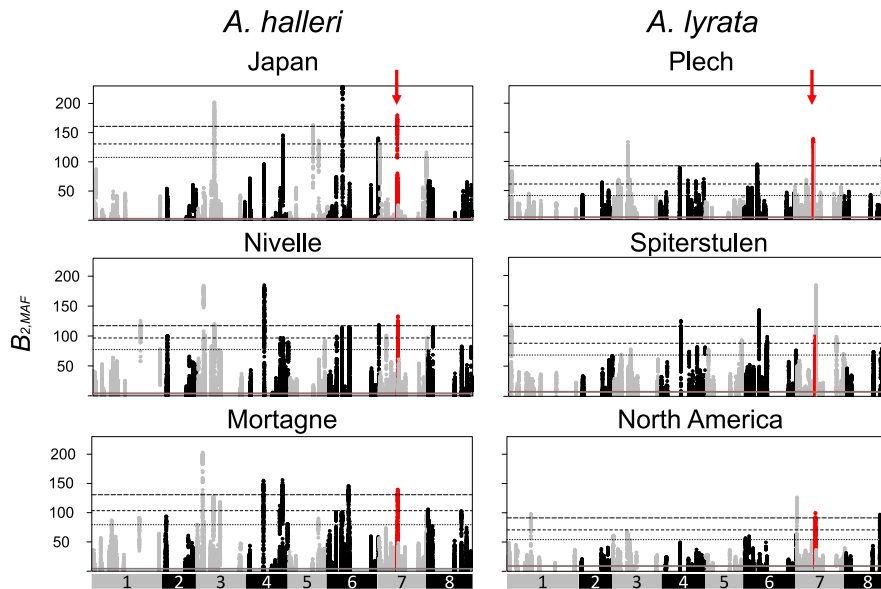 A. halleri A. lyrata
Japan Plech
200
150
100
50
Nivelle Spiterstulen
B2,MAF
200
150
100
50
Mortagne North America
200
150
100
50
1 2 3 4 5 6 7 8 1 2 3 4 5 6 7 8